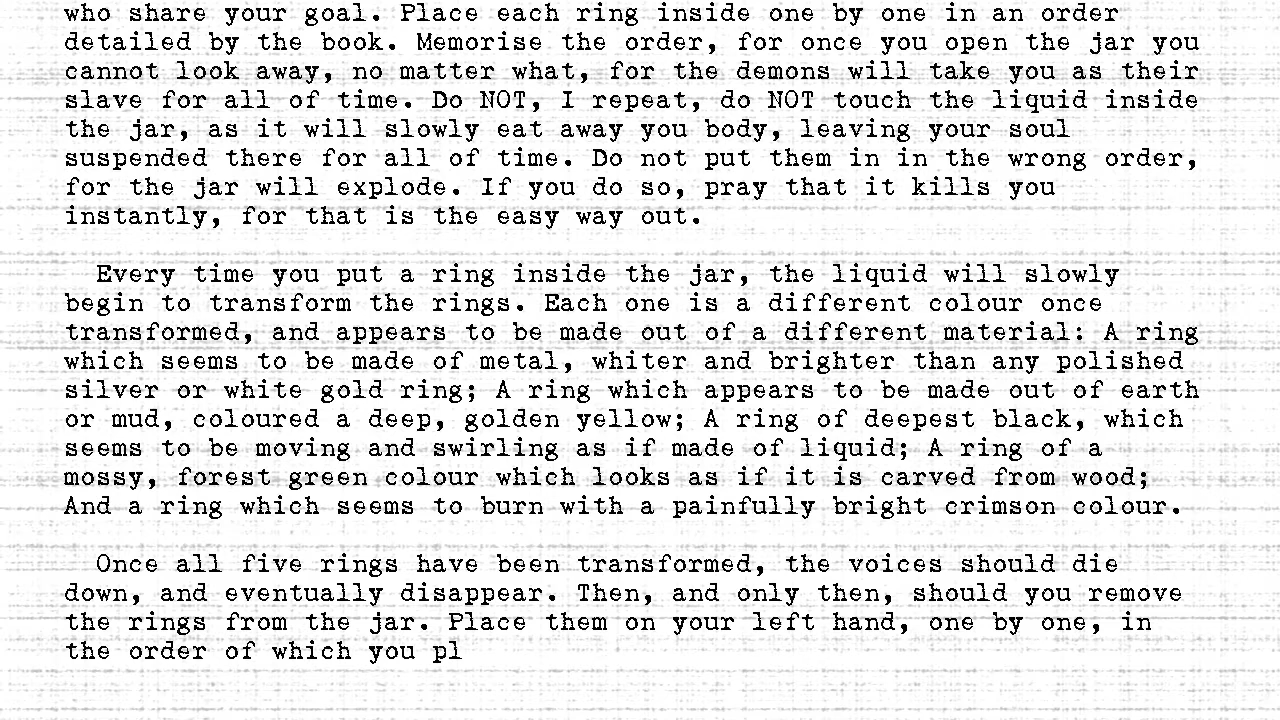 who share your goal. Place each ring inside one by one in an order
detailed by the book. Memorise the order, for once you open the jar you
cannot look away, no matter what, for the demons will take you as their
slave for all of time. Do NOT, I repeat, do NOT touch the liquid inside
the jar, as it will slowly eat away you body, leaving your soul
suspended there for all of time. Do not put them in in the wrong order,
for the jar will explode. If you do so, pray that it kills you
instantly, for that is the easy way out.
Every time you put a ring inside the jar, the liquid will slowly
begin to transform the rings. Each one is a different colour once
transformed, and appears to be made out of a different material: A ring
which seems to be made of metal, whiter and brighter than any polished
silver or white gold ring; A ring which appears to be made out of earth
or mud, coloured a deep, golden yellow; A ring of deepest black, which
seems to be moving and swirling as if made of liquid; A ring of a
mossy, forest green colour which looks as if it is carved from wood;
And a ring which seems to burn with a painfully bright crimson colour.
Once all five rings have been transformed, the voices should die
down, and eventually disappear. Then, and only then, should you remove
the rings from the jar. Place them on your left hand, one by one, in
the order of which you pl